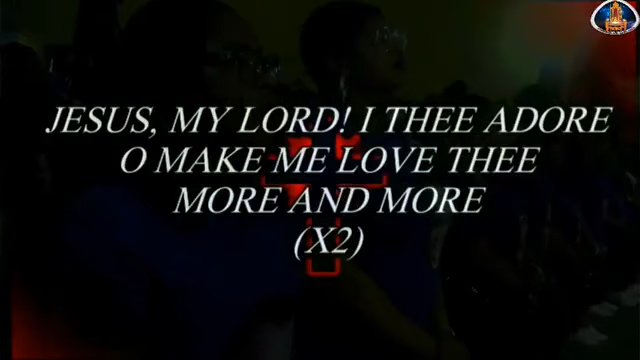 JESUS, MY LORD! I THEE ADORE
O MAKE ME LOVE THEE
MORE AND MORE
(X2)